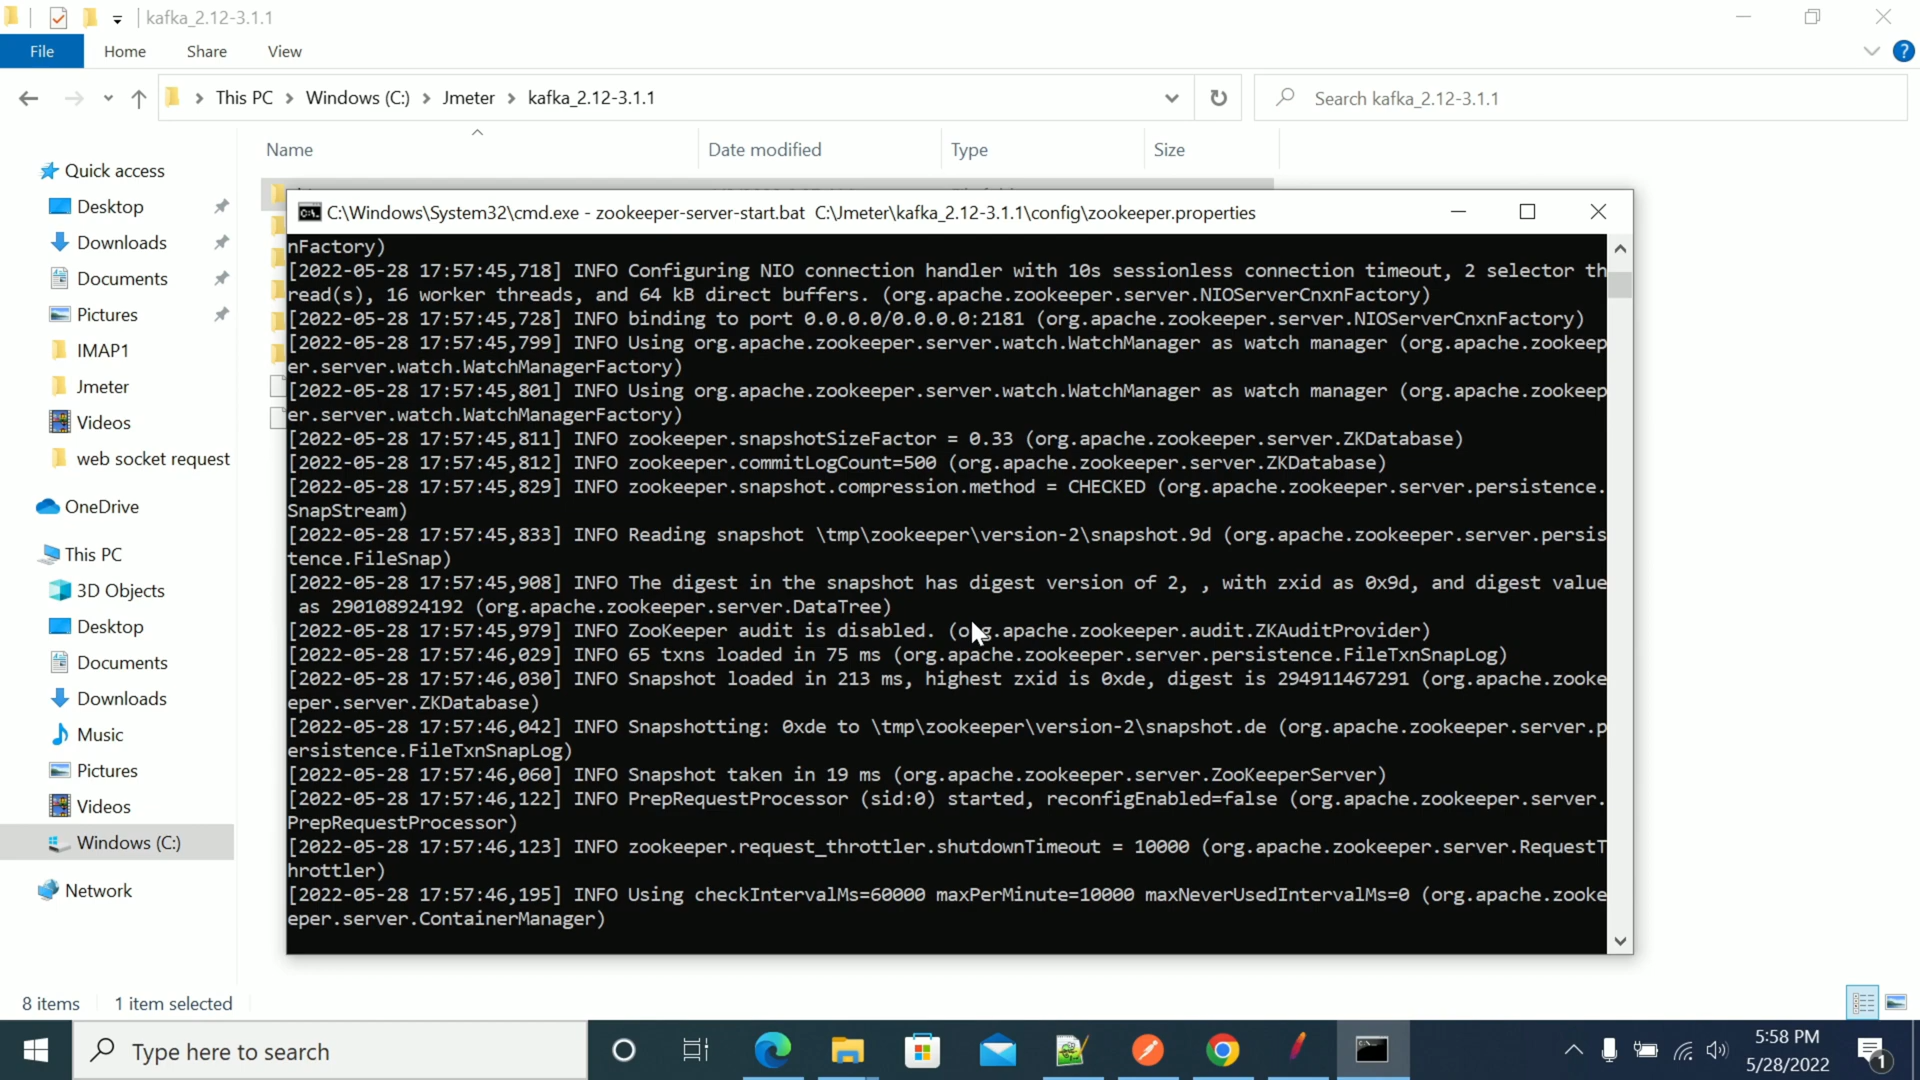 kafka_2.12-3.1.1
File Home Share View
This PC Windows (C:) Jmeter kafka_2.12-3.1.1
Search kafka_2.12-3.1.1
Name Date modified Type Size
Quick access
Desktop
Downloads
Documents
Pictures
IMAP1
Jmeter
Videos
web socket request
OneDrive
This PC
3D Objects
Desktop
Documents
Downloads
Music
Pictures
Videos
Windows (C:)
Network
C:\Windows\System32\cmd.exe - zookeeper-server-start.bat C:\Jmeter\kafka_2.12-3.1.1\config\zookeeper.properties
nFactory)
[2022-05-28 17:57:45,718] INFO Configuring NIO connection handler with 10s sessionless connection timeout, 2 selector th
read(s), 16 worker threads, and 64 kB direct buffers. (org.apache.zookeeper.server.NIOServerCnxnFactory)
[2022-05-28 17:57:45,728] INFO binding to port 0.0.0.0/0.0.0.0:2181 (org.apache.zookeeper.server.NIOServerCnxnFactory)
[2022-05-28 17:57:45,799] INFO Using org.apache.zookeeper.server.watch.WatchManager as watch manager (org.apache.zookeep
er.server.watch.WatchManagerFactory)
[2022-05-28 17:57:45,801] INFO Using org.apache.zookeeper.server.watch.WatchManager as watch manager (org.apache.zookeep
er.server.watch.WatchManagerFactory)
[2022-05-28 17:57:45,811] INFO zookeeper.snapshotSizeFactor = 0.33 (org.apache.zookeeper.server.ZKDatabase)
[2022-05-28 17:57:45,812] INFO zookeeper.commitLogCount=500 (org.apache.zookeeper.server.ZKDatabase)
[2022-05-28 17:57:45,829] INFO zookeeper.snapshot.compression.method = CHECKED (org.apache.zookeeper.server.persistence.
SnapStream)
[2022-05-28 17:57:45,833] INFO Reading snapshot \tmp\zookeeper\version-2\snapshot.9d (org.apache.zookeeper.server.persis
tence.FileSnap)
[2022-05-28 17:57:45,908] INFO The digest in the snapshot has digest version of 2, , with zxid as 0x9d, and digest value
as 290108924192 (org.apache.zookeeper.server.DataTree)
[2022-05-28 17:57:45,979] INFO ZooKeeper audit is disabled. (org.apache.zookeeper.audit.ZKAuditProvider)
[2022-05-28 17:57:46,029] INFO 65 txns loaded in 75 ms (org.apache.zookeeper.server.persistence.FileTxnSnapLog)
[2022-05-28 17:57:46,030] INFO Snapshot loaded in 213 ms, highest zxid is 0xde, digest is 294911467291 (org.apache.zooke
eper.server.ZKDatabase)
[2022-05-28 17:57:46,042] INFO Snapshotting: 0xde to \tmp\zookeeper\version-2\snapshot.de (org.apache.zookeeper.server.p
ersistence.FileTxnSnapLog)
[2022-05-28 17:57:46,060] INFO Snapshot taken in 19 ms (org.apache.zookeeper.server.ZooKeeperServer)
[2022-05-28 17:57:46,122] INFO PrepRequestProcessor (sid:0) started, reconfigEnabled=false (org.apache.zookeeper.server.
PrepRequestProcessor)
[2022-05-28 17:57:46,123] INFO zookeeper.request_throttler.shutdownTimeout = 10000 (org.apache.zookeeper.server.RequestT
hrottler)
[2022-05-28 17:57:46,195] INFO Using checkIntervalMs=60000 maxPerMinute=10000 maxNeverUsedIntervalMs=0 (org.apache.zooke
eper.server.ContainerManager)
8 items 1 item selected
Type here to search
5:58 PM
5/28/2022
1